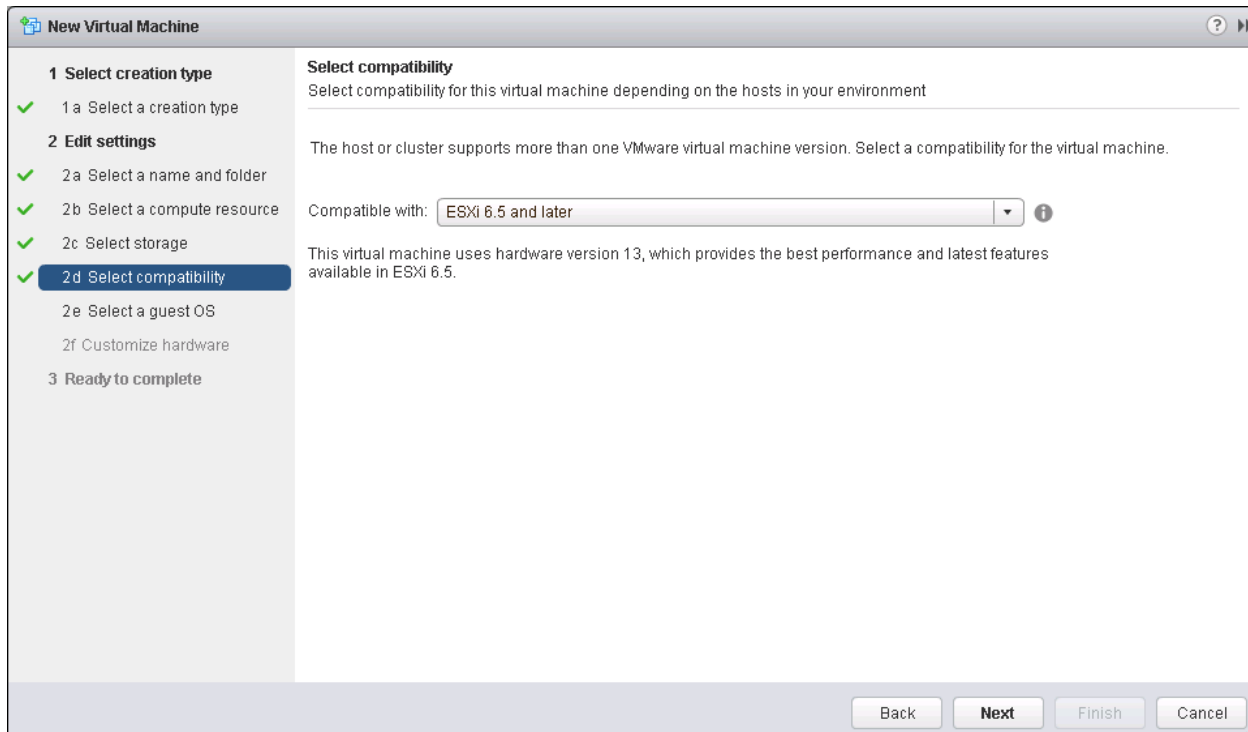 New Virtual Machine
?
1 Select creation type
1a Select a creation type
2 Edit settings
2a Select a name and folder
2b Select a compute resource
2c Select storage
2d Select compatibility
2e Select a guest OS
2f Customize hardware
3 Ready to complete
Select compatibility
Select compatibility for this virtual machine depending on the hosts in your environment
The host or cluster supports more than one VMware virtual machine version. Select a compatibility for the virtual machine.
Compatible with: ESXi 6.5 and later
This virtual machine uses hardware version 13, which provides the best performance and latest features
available in ESXi 6.5.
Back Next Finish Cancel